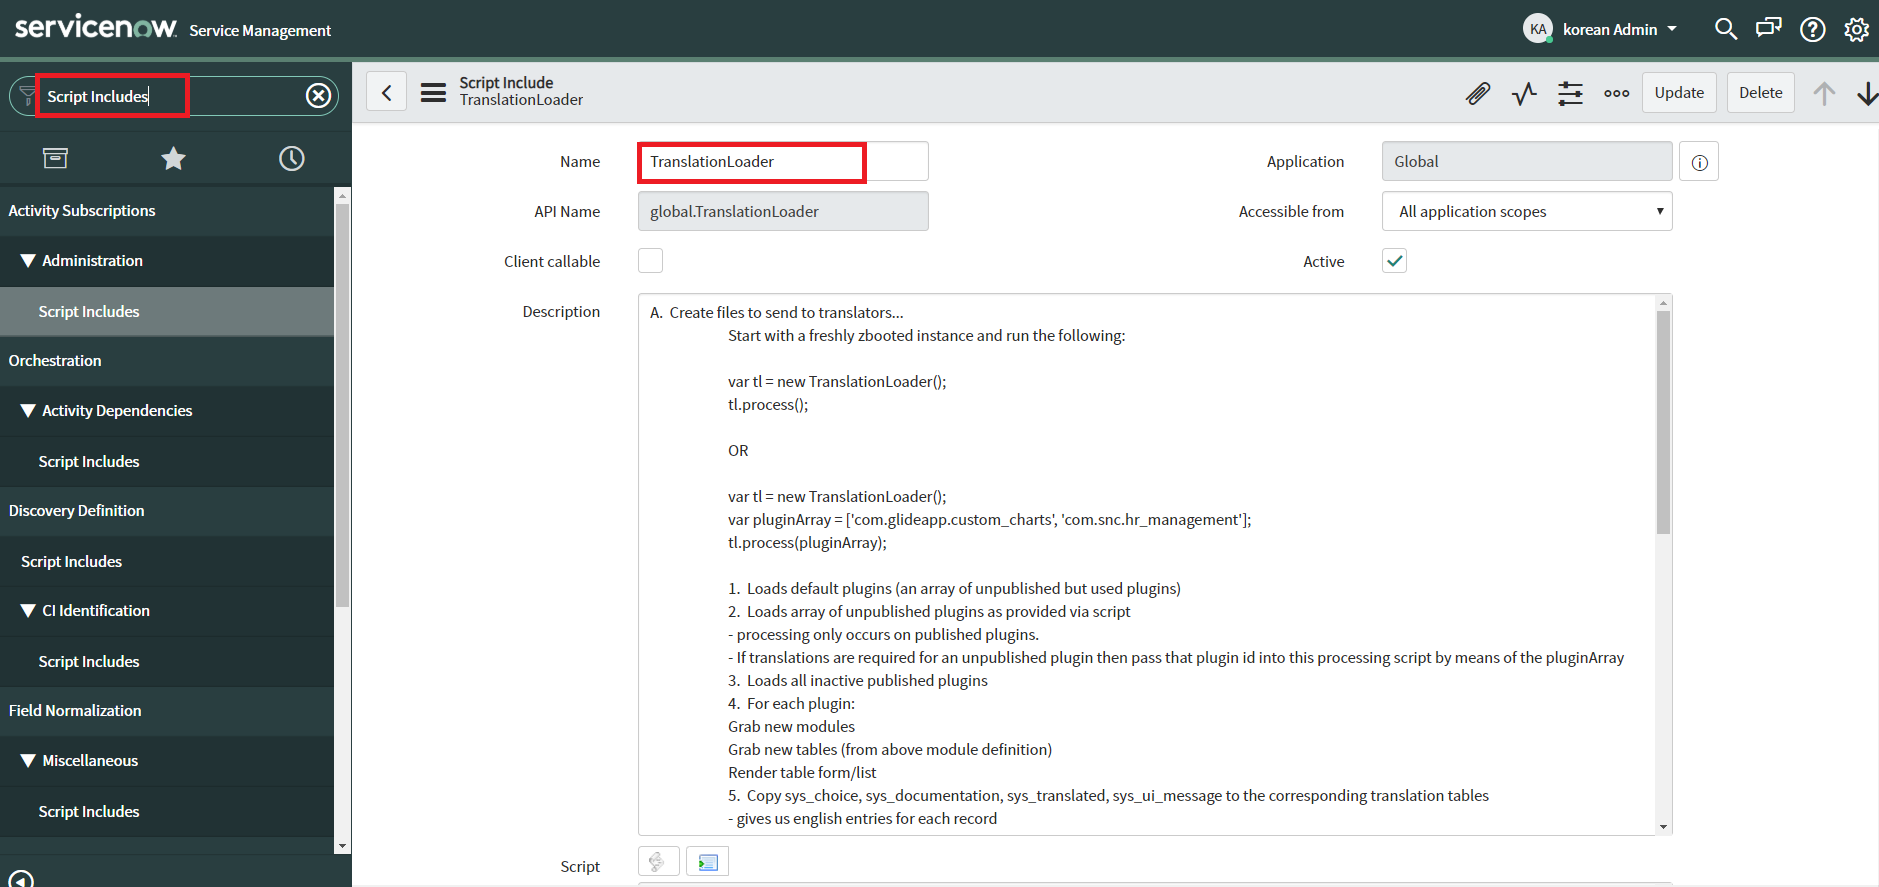 servicenow Service Management
KA korean Admin
Script Includes
Activity Subscriptions
Administration
Script Includes
Orchestration
Activity Dependencies
Script Includes
Discovery Definition
Script Includes
CI Identification
Script Includes
Field Normalization
Miscellaneous
Script Includes
Script Include
TranslationLoader
Update
Delete
Name
TranslationLoader
Application
Global
API Name
global.TranslationLoader
Accessible from
All application scopes
Client callable
Active
Description
A. Create files to send to translators...
Start with a freshly zbooted instance and run the following:
var tl = new TranslationLoader();
tl.process();
OR
var tl = new TranslationLoader();
var pluginArray = ['com.glideapp.custom_charts', 'com.snc.hr_management'];
tl.process(pluginArray);
1. Loads default plugins (an array of unpublished but used plugins)
2. Loads array of unpublished plugins as provided via script
- processing only occurs on published plugins.
- If translations are required for an unpublished plugin then pass that plugin id into this processing script by means of the pluginArray
3. Loads all inactive published plugins
4. For each plugin:
Grab new modules
Grab new tables (from above module definition)
Render table form/list
5. Copy sys_choice, sys_documentation, sys_translated, sys_ui_message to the corresponding translation tables
- gives us english entries for each record
Script